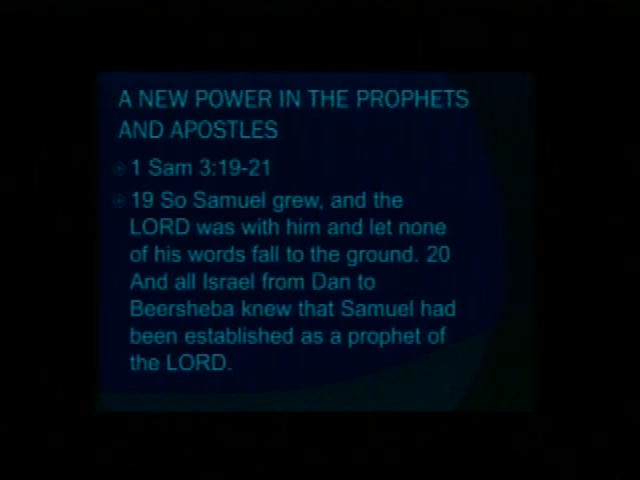 A NEW POWER IN THE PROPHETS
AND APOSTLES
1 Sam 3:19-21
19 So Samuel grew, and the
LORD was with him and let none
of his words fall to the ground. 20
And all Israel from Dan to
Beersheba knew that Samuel had
been established as a prophet of
the LORD.